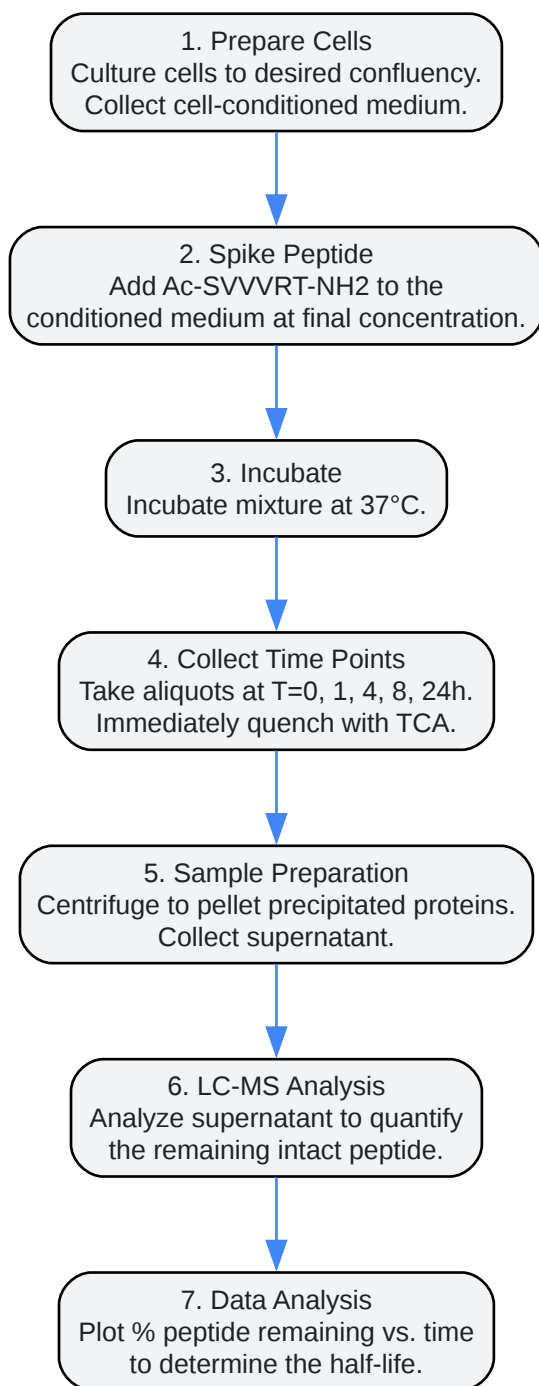 1. Prepare Cells
Culture cells to desired confluency.
Collect cell-conditioned medium.
2. Spike Peptide
Add Ac-SVVVRT-NH2 to the
conditioned medium at final concentration.
3. Incubate
Incubate mixture at 37°C.
4. Collect Time Points
Take aliquots at T=0, 1, 4, 8, 24h.
Immediately quench with TCA.
5. Sample Preparation
Centrifuge to pellet precipitated proteins.
Collect supernatant.
6. LC-MS Analysis
Analyze supernatant to quantify
the remaining intact peptide.
7. Data Analysis
Plot % peptide remaining vs. time
to determine the half-life.